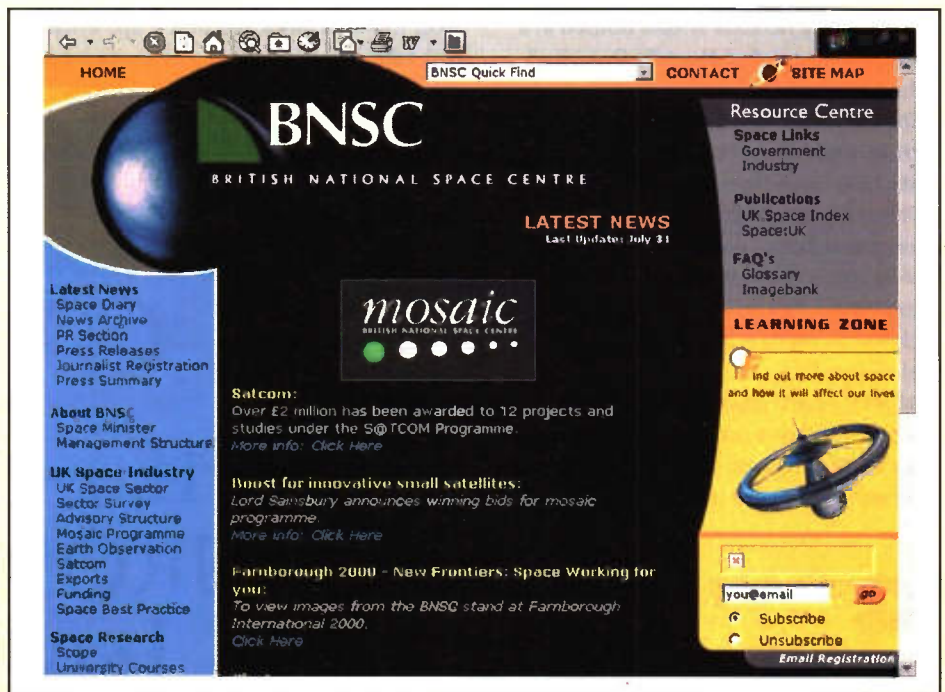 HOME
BNSC Quick Find
CONTACT
SITE MAP
BNSC
BRITISH NATIONAL SPACE CENTRE
LATEST NEWS
Last Update: July 31
Latest News
Space Diary
News Archive
PR Section
Press Releases
Journalist Registration
Press Summary
About BNSC
Space Minister
Management Structure
UK Space Industry
UK Space Sector
Sector Survey
Advisory Structure
Mosaic Programme
Earth Observation
Satcom
Exports
Funding
Space Best Practice
Space Research
Scope
University Courses
mosaic
BRITISH NATIONAL SPACE CENTRE
Satcom:
Over £2 million has been awarded to 12 projects and
studies under the S@TCOM Programme.
More info: Click Here
Boost for innovative small satellites:
Lord Sainsbury announces winning bids for mosaic
programme.
More info: Click Here
Farnborough 2000 - New Frontiers: Space Working for
you:
To view images from the BNSC stand at Farnborough
International 2000.
Click Here
Resource Centre
Space Links
Government
Industry
Publications
UK Space Index
Space:UK
FAQ's
Glossary
Imagebank
LEARNING ZONE
Find out more about space
and how it will affect our lives
you@email
GO
Subscribe
Unsubscribe
Email Registration